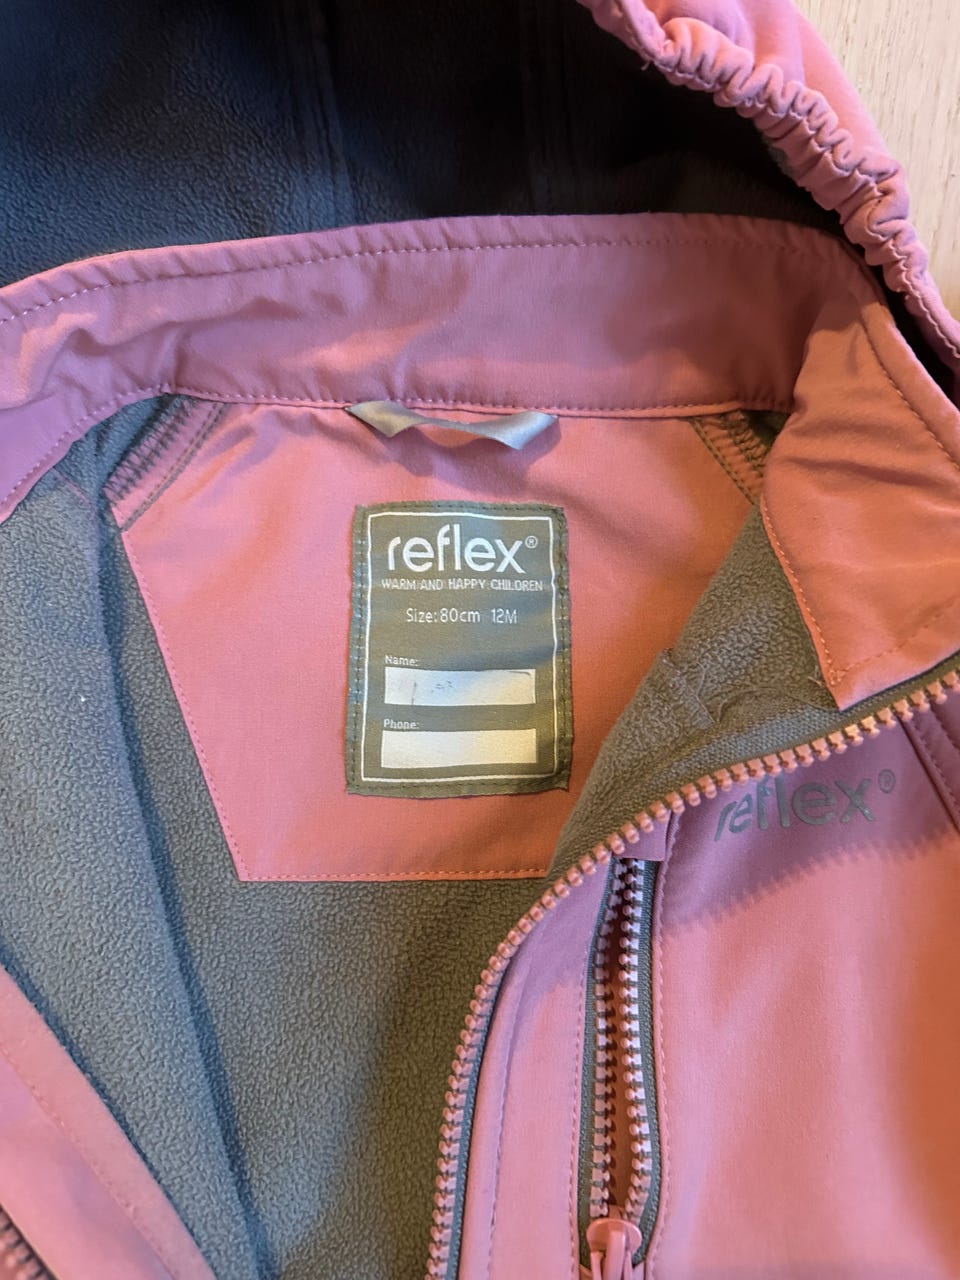 reflex®
WARM AND HAPPY CHILDREN
Size: 80cm 12M
Name:
Phone:
reflex®